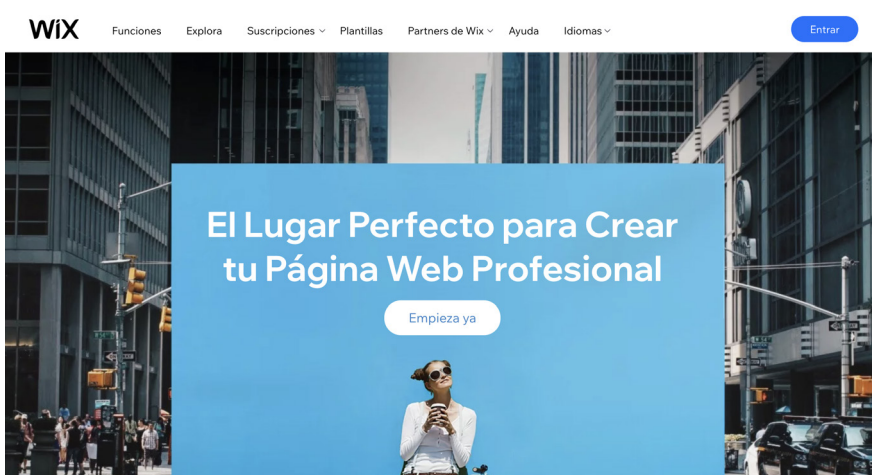 WiX
Funciones Explora Suscripciones Plantillas Partners de Wix Ayuda Idiomas
Entrar
El Lugar Perfecto para Crear
tu Página Web Profesional
Empieza ya